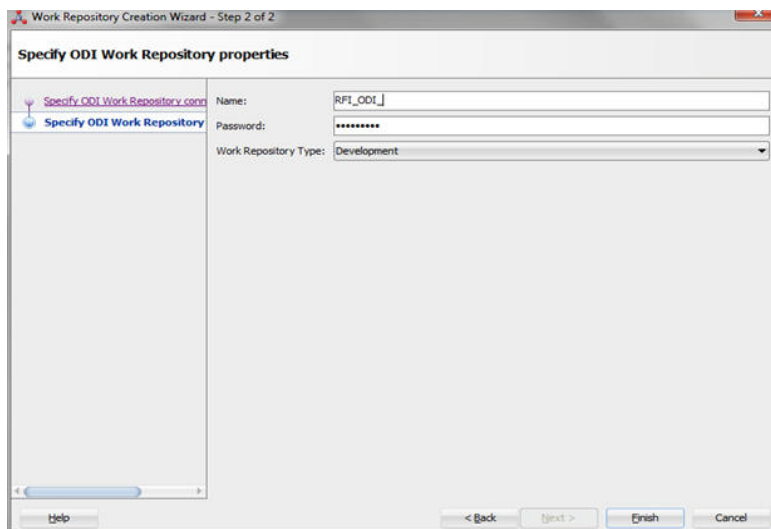 Work Repository Creation Wizard - Step 2 of 2
Specify ODI Work Repository properties
Specify ODI Work Repository conn
Specify ODI Work Repository
Name:
RFI_ODI_
Password:
•••••••••
Work Repository Type:
Development
Help
< Back
Next >
Finish
Cancel